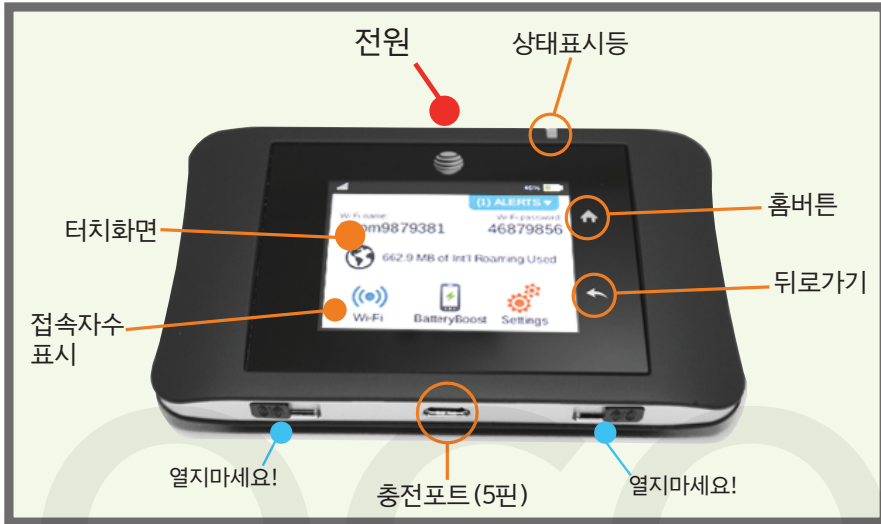 전원
상태표시등
46%
(1) ALERTS ▾
Wi-Fi name:
Wi-Fi password:
om9879381
46879856
홈버튼
터치화면
662.9 MB of Int'l Roaming Used
뒤로가기
접속자수
표시
Wi-Fi
BatteryBoost
Settings
열지마세요!
충전포트(5핀)
열지마세요!